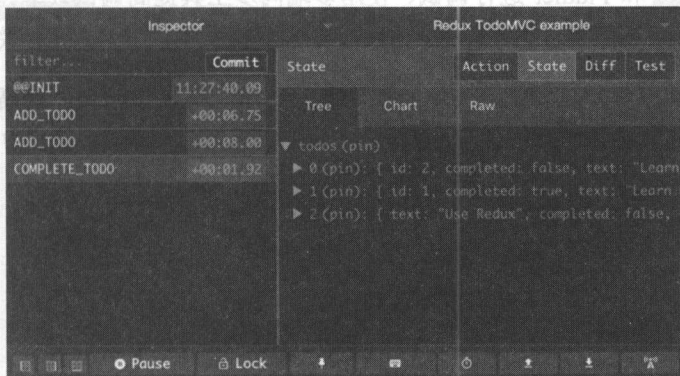 Inspector
Redux TodoMVC example
filter...
Commit
State
Action State Diff Test
@@INIT 11:27:40.09
ADD_TODO +00:06.75
ADD_TODO +00:08.00
COMPLETE_TODO +00:01.92
Tree Chart Raw
▼ todos (pin)
▶ 0 (pin): { id: 2, completed: false, text: "Learn
▶ 1 (pin): { id: 1, completed: true, text: "Learn
▶ 2 (pin): { text: "Use Redux", completed: false,
Pause
Lock